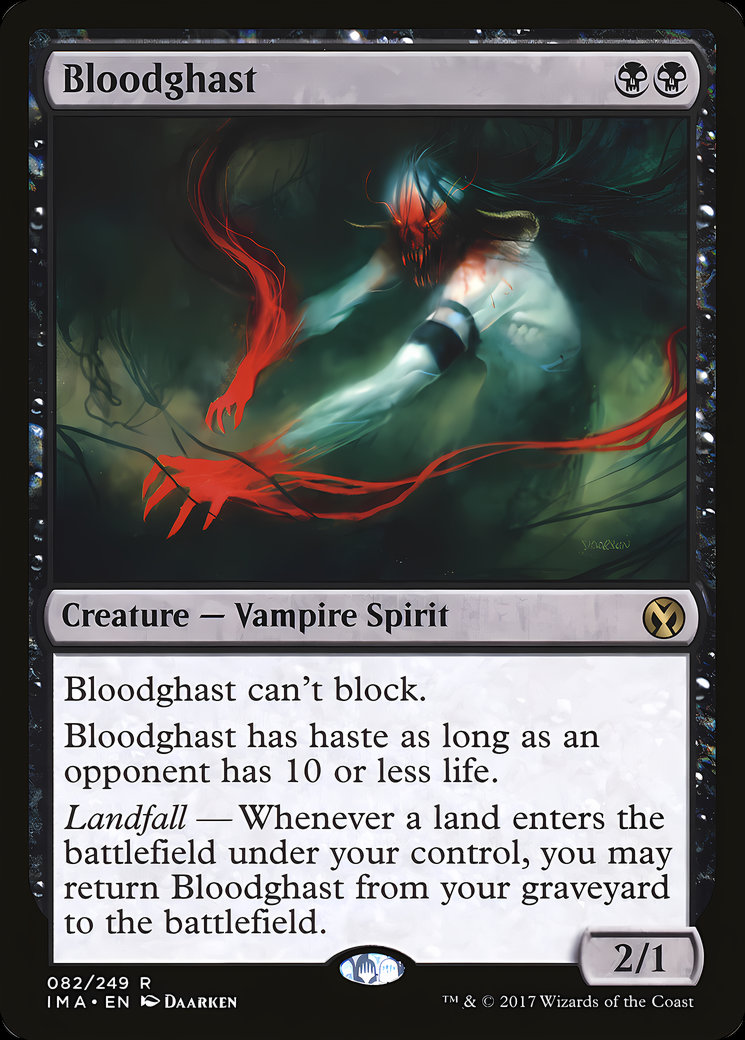 Bloodghast
Creature — Vampire Spirit
Bloodghast can't block.
Bloodghast has haste as long as an
opponent has 10 or less life.
Landfall — Whenever a land enters the
battlefield under your control, you may
return Bloodghast from your graveyard
to the battlefield.
2/1
082/249 R
IMA • EN DAARKEN
™ & © 2017 Wizards of the Coast